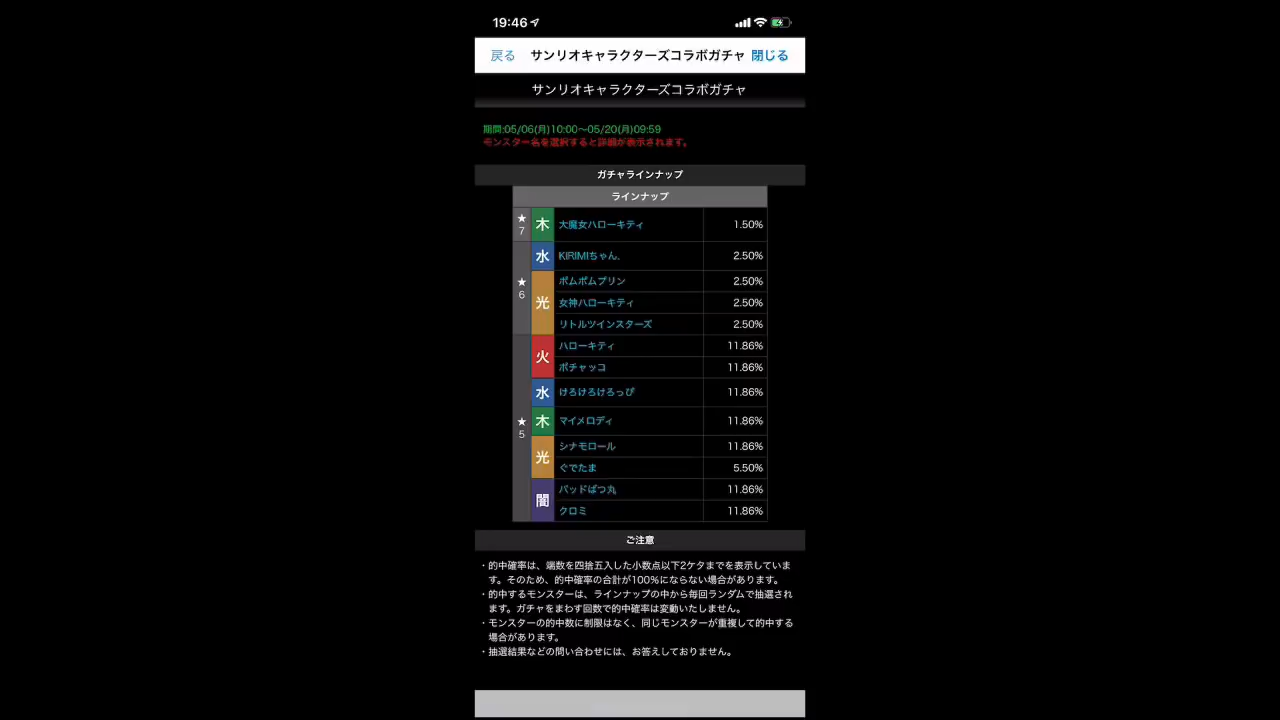 19:46
戻る サンリオキャラクターズコラボガチャ 閉じる
サンリオキャラクターズコラボガチャ
期間:05/06(月)10:00〜05/20(月)09:59
モンスター名を選択すると詳細が表示されます。
ガチャラインナップ
ラインナップ
★7 木 大魔女ハローキティ 1.50%
★6 水 KIRIMIちゃん. 2.50%
光 ポムポムプリン 2.50%
女神ハローキティ 2.50%
リトルツインスターズ 2.50%
★5 火 ハローキティ 11.86%
ポチャッコ 11.86%
水 けろけろけろっぴ 11.86%
木 マイメロディ 11.86%
光 シナモロール 11.86%
ぐでたま 5.50%
闇 バッドばつ丸 11.86%
クロミ 11.86%
ご注意
・的中確率は、端数を四捨五入した小数点以下2ケタまでを表示していま
す。そのため、的中確率の合計が100%にならない場合があります。
・的中するモンスターは、ラインナップの中から毎回ランダムで抽選され
ます。ガチャをまわす回数で的中確率は変動いたしません。
・モンスターの的中数に制限はなく、同じモンスターが重複して的中する
場合があります。
・抽選結果などの問い合わせには、お答えしておりません。